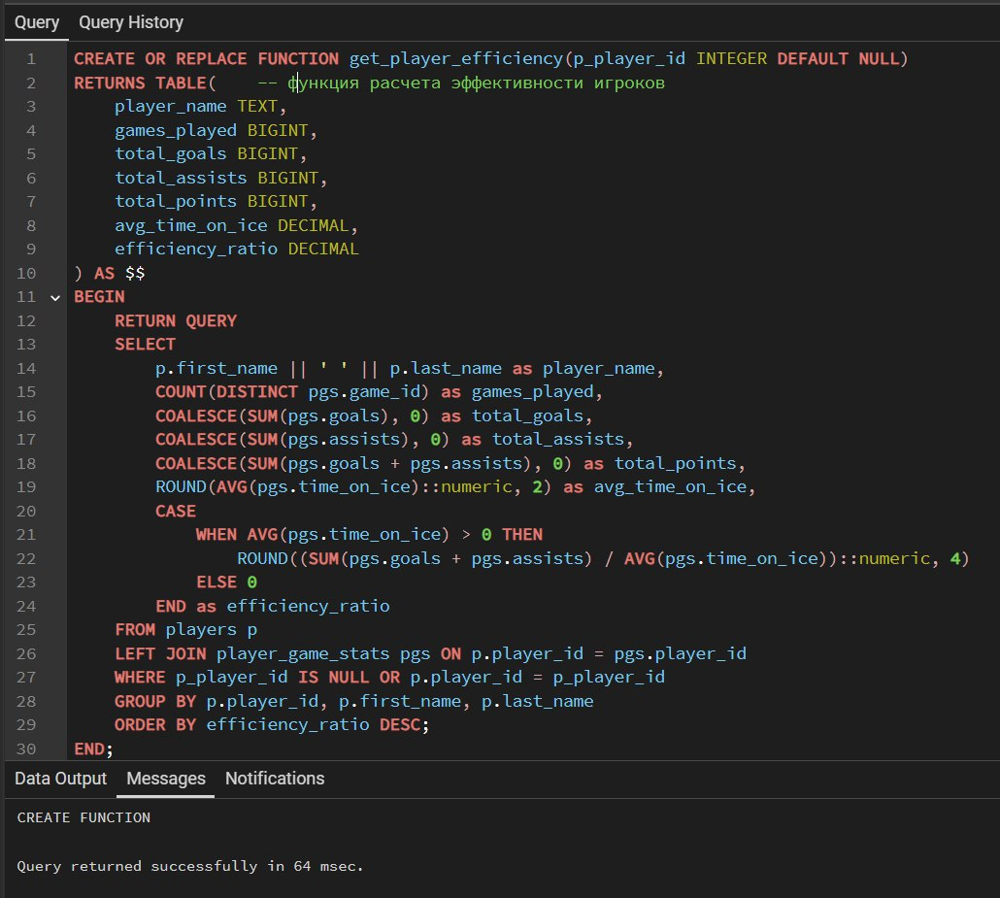 Query Query History
1 CREATE OR REPLACE FUNCTION get_player_efficiency(p_player_id INTEGER DEFAULT NULL)
2 RETURNS TABLE(    -- функция расчета эффективности игроков
3     player_name TEXT,
4     games_played BIGINT,
5     total_goals BIGINT,
6     total_assists BIGINT,
7     total_points BIGINT,
8     avg_time_on_ice DECIMAL,
9     efficiency_ratio DECIMAL
10 ) AS $$
11 BEGIN
12     RETURN QUERY
13     SELECT
14         p.first_name || ' ' || p.last_name as player_name,
15         COUNT(DISTINCT pgs.game_id) as games_played,
16         COALESCE(SUM(pgs.goals), 0) as total_goals,
17         COALESCE(SUM(pgs.assists), 0) as total_assists,
18         COALESCE(SUM(pgs.goals + pgs.assists), 0) as total_points,
19         ROUND(AVG(pgs.time_on_ice)::numeric, 2) as avg_time_on_ice,
20         CASE
21             WHEN AVG(pgs.time_on_ice) > 0 THEN
22                 ROUND((SUM(pgs.goals + pgs.assists) / AVG(pgs.time_on_ice))::numeric, 4)
23             ELSE 0
24         END as efficiency_ratio
25     FROM players p
26     LEFT JOIN player_game_stats pgs ON p.player_id = pgs.player_id
27     WHERE p_player_id IS NULL OR p.player_id = p_player_id
28     GROUP BY p.player_id, p.first_name, p.last_name
29     ORDER BY efficiency_ratio DESC;
30 END;
Data Output Messages Notifications
CREATE FUNCTION
Query returned successfully in 64 msec.